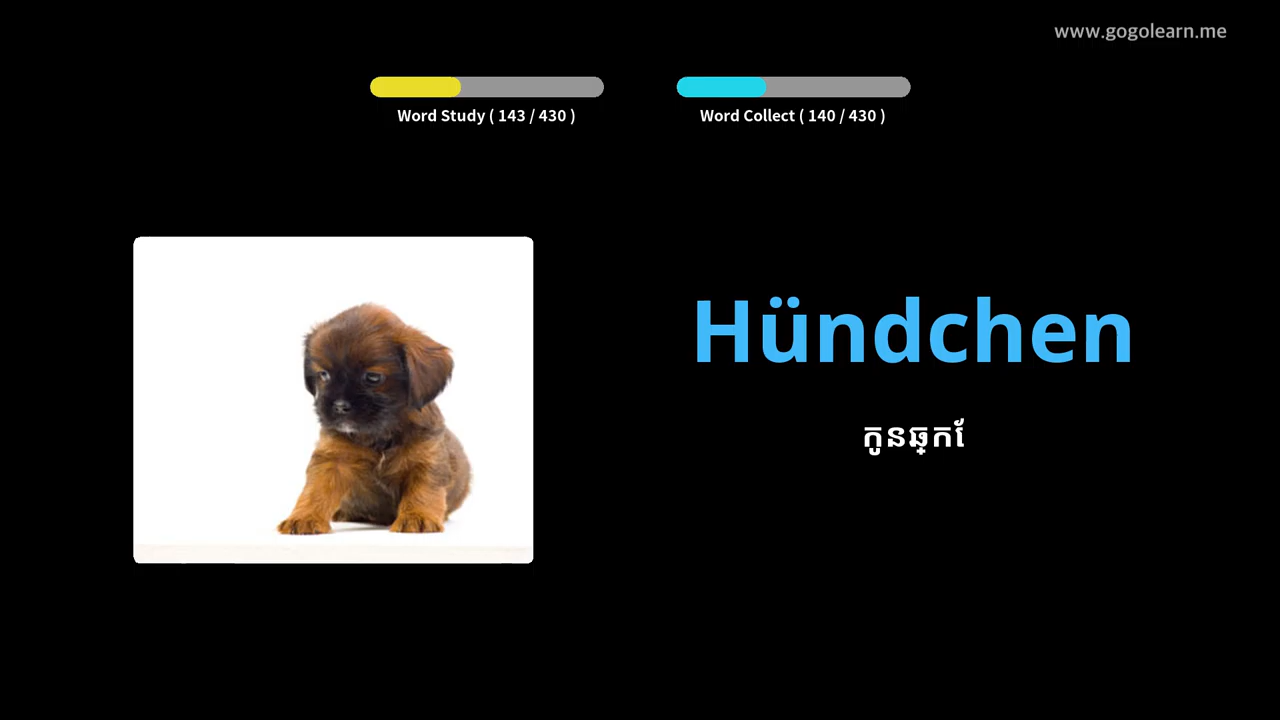 www.gogolearn.me
Word Study ( 143 / 430 )
Word Collect ( 140 / 430 )
Hündchen
កូនឆ្កែ